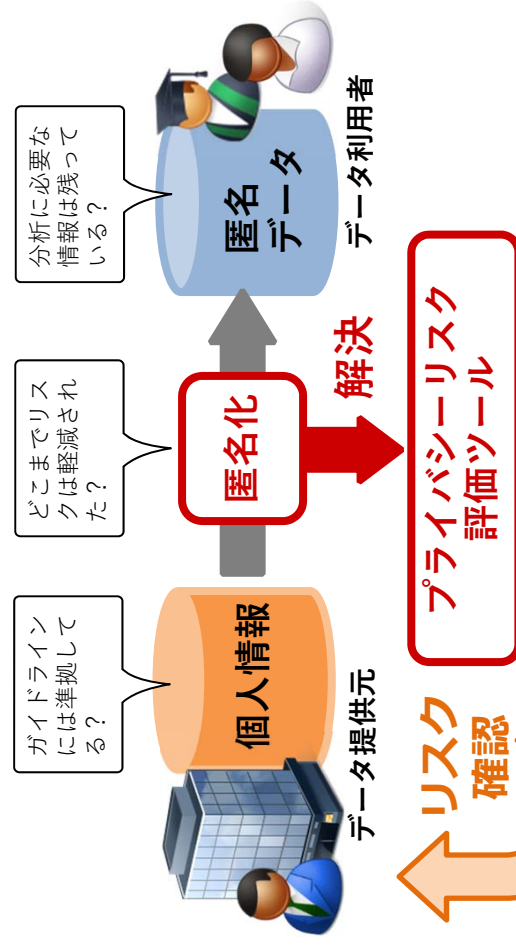 ガイドライン
には準拠して
る？
どこまでリス
クは軽減され
た？
分析に必要な
情報は残って
いる？
個人情報
匿名化
匿名
データ
データ提供元
解決
データ利用者
リスク
確認
プライバシーリスク
評価ツール